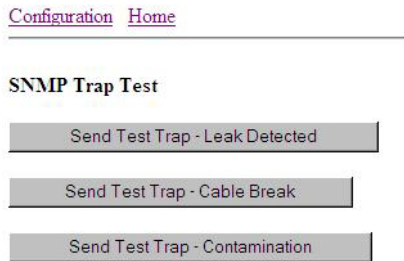 Configuration Home
SNMP Trap Test
Send Test Trap - Leak Detected
Send Test Trap - Cable Break
Send Test Trap - Contamination